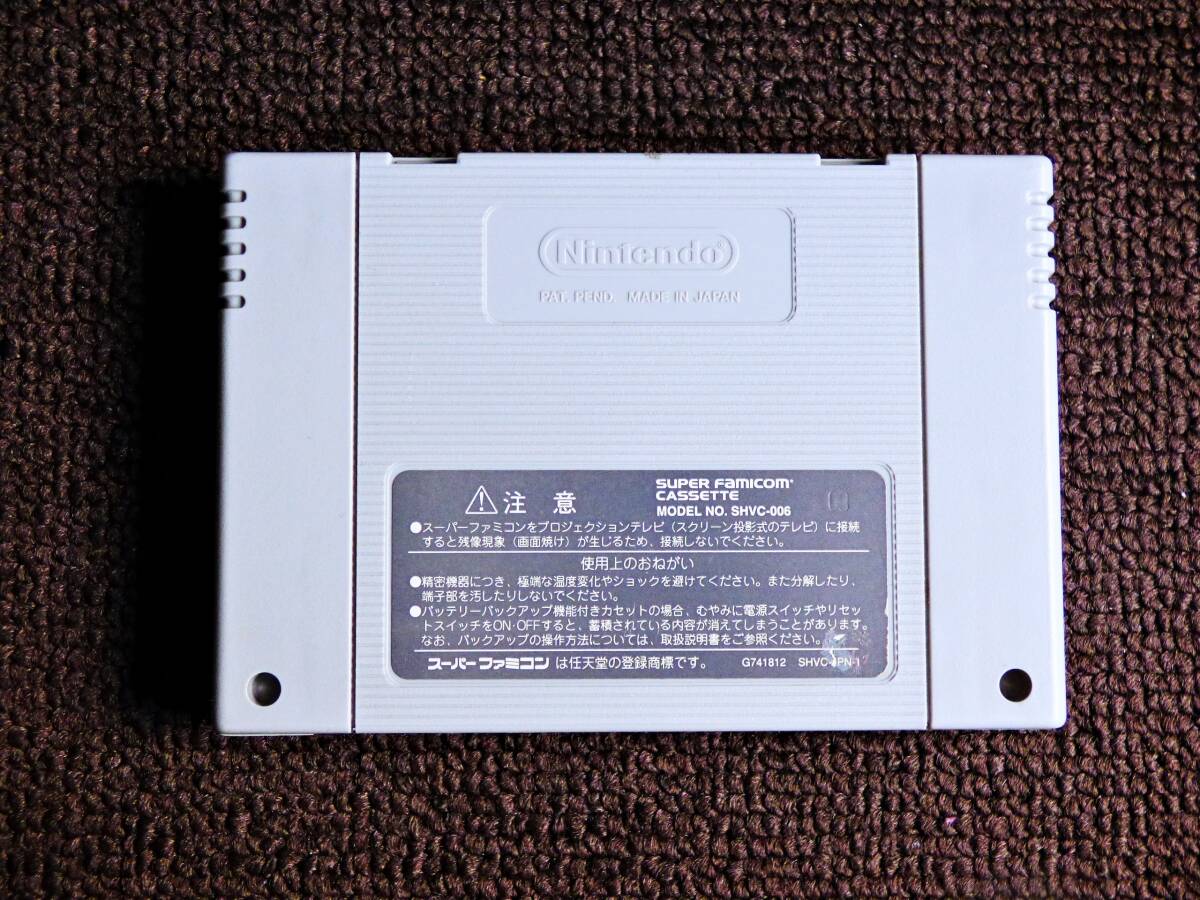 Nintendo®
PAT. PEND. MADE IN JAPAN
注意
SUPER FAMICOM
CASSETTE
MODEL NO. SHVC-006
●スーパーファミコンをプロジェクションテレビ(スクリーン投影式のテレビ)に接続
すると残像現象(画面焼け)が生じるため、接続しないでください。
使用上のおねがい
●精密機器につき、極端な温度変化やショックを避けてください。また分解したり、
端子部を汚したりしないでください。
●バッテリーバックアップ機能付きカセットの場合、むやみに電源スイッチやリセッ
トスイッチをON・OFFすると、蓄積されている内容が消えてしまうことがあります。
なお、バックアップの操作方法については、取扱説明書をご参照ください。
スーパーファミコンは任天堂の登録商標です。
G741812 SHVC-JPN-1